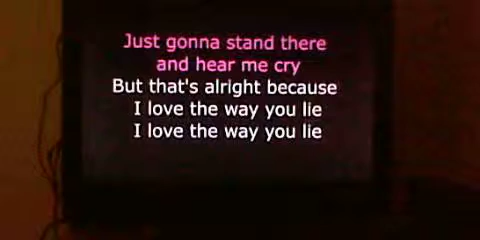 Just gonna stand there
and hear me cry
But that's alright because
I love the way you lie
I love the way you lie